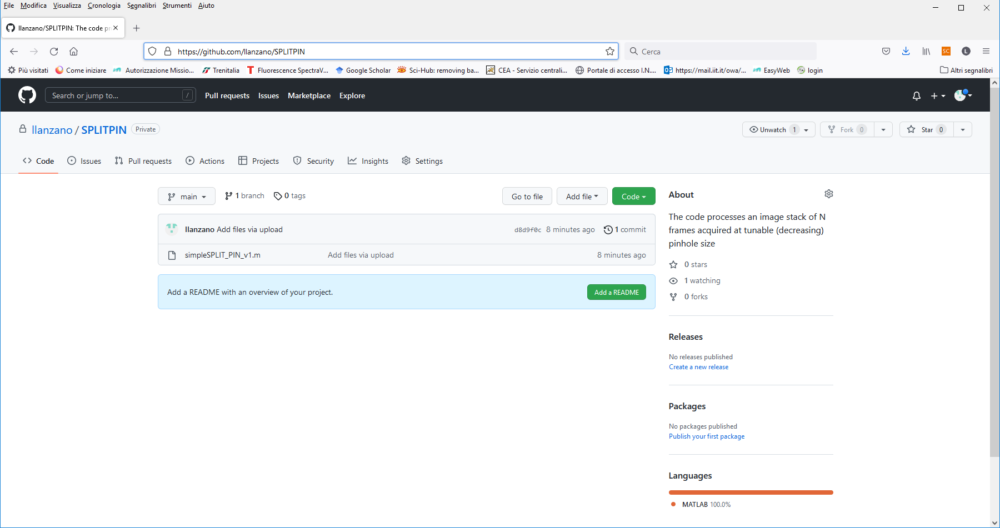 File Modifica Visualizza Cronologia Segnalibri Strumenti Aiuto
llanzano/SPLITPIN: The code pr
https://github.com/llanzano/SPLITPIN
Cerca
SC
L
Più visitati Come iniziare Autorizzazione Missio... Trenitalia Fluorescence SpectraV... Google Scholar Sci-Hub: removing ba... CEA - Servizio centrali... Portale di accesso I.N.... https://mail.iit.it/owa/... EasyWeb login Altri segnalibri
Search or jump to... / Pull requests Issues Marketplace Explore
llanzano / SPLITPIN Private
Unwatch 1 Fork 0 Star 0
Code Issues Pull requests Actions Projects Security Insights Settings
main 1 branch 0 tags Go to file Add file Code
llanzano Add files via upload d8d9f0c 8 minutes ago 1 commit
simpleSPLIT_PIN_v1.m Add files via upload 8 minutes ago
Add a README with an overview of your project. Add a README
About
The code processes an image stack of N
frames acquired at tunable (decreasing)
pinhole size
0 stars
1 watching
0 forks
Releases
No releases published
Create a new release
Packages
No packages published
Publish your first package
Languages
MATLAB 100.0%